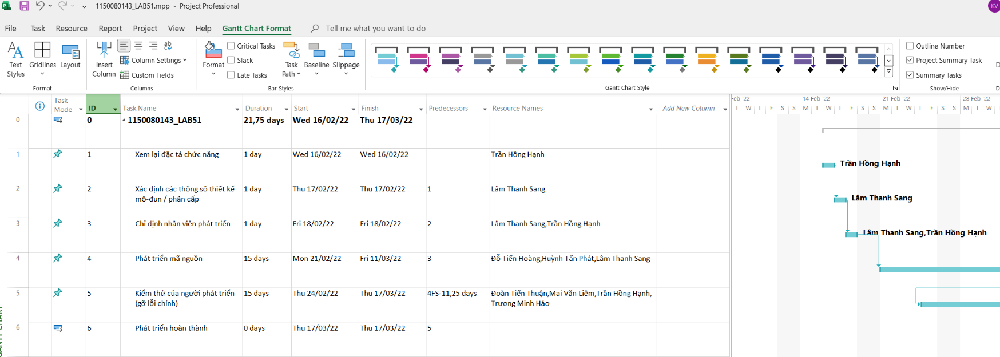 1150080143_LAB51.mpp - Project Professional
KV
File Task Resource Report Project View Help Gantt Chart Format Tell me what you want to do
Text Styles
Gridlines
Layout
Format
Insert Column
Column Settings
Custom Fields
Columns
Format
Critical Tasks
Slack
Late Tasks
Task Path
Baseline
Slippage
Bar Styles
Gantt Chart Style
Outline Number
Project Summary Task
Summary Tasks
Show/Hide
Task Mode ID Task Name Duration Start Finish Predecessors Resource Names Add New Column
Feb '22 14 Feb '22 21 Feb '22 28 Feb '22
T W T F S S M T W T F S S M T W T F S S M T W
0 0 1150080143_LAB51 21,75 days Wed 16/02/22 Thu 17/03/22
1 1 Xem lại đặc tả chức năng 1 day Wed 16/02/22 Wed 16/02/22 Trần Hồng Hạnh
Trần Hồng Hạnh
2 2 Xác định các thông số thiết kế 1 day Thu 17/02/22 Thu 17/02/22 1 Lâm Thanh Sang
mô-đun / phân cấp
Lâm Thanh Sang
3 3 Chỉ định nhân viên phát triển 1 day Fri 18/02/22 Fri 18/02/22 2 Lâm Thanh Sang,Trần Hồng Hạnh
Lâm Thanh Sang,Trần Hồng Hạnh
4 4 Phát triển mã nguồn 15 days Mon 21/02/22 Fri 11/03/22 3 Đỗ Tiến Hoàng,Huỳnh Tấn Phát,Lâm Thanh Sang
5 5 Kiểm thử của người phát triển 15 days Thu 24/02/22 Thu 17/03/22 4FS-11,25 days Đoàn Tiến Thuận,Mai Văn Liêm,Trần Hồng Hạnh,
(gỡ lỗi chính) Trương Minh Hảo
6 6 Phát triển hoàn thành 0 days Thu 17/03/22 Thu 17/03/22 5